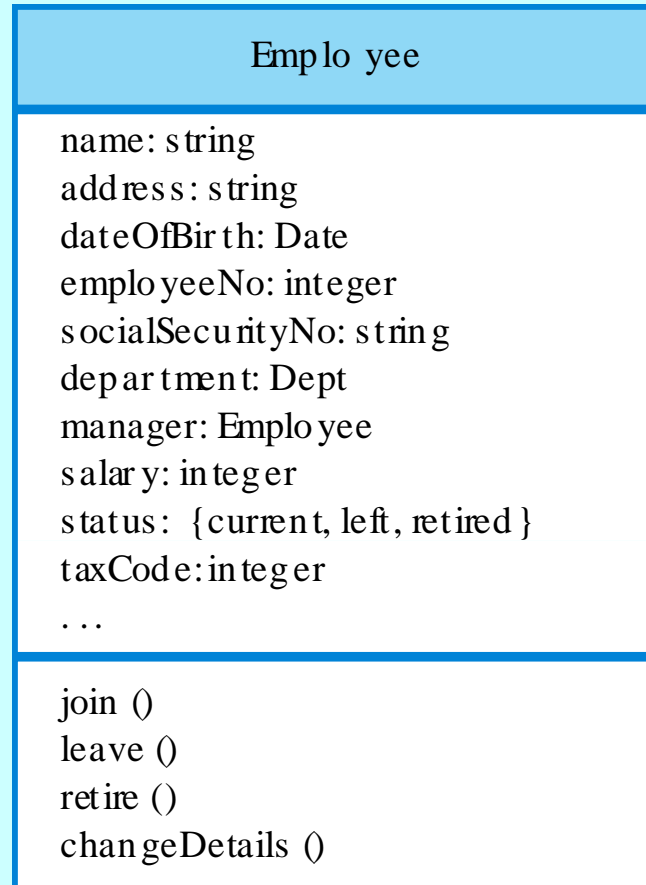 Employee
name: string
address: string
dateOfBirth: Date
employeeNo: integer
socialSecurityNo: string
department: Dept
manager: Employee
salary: integer
status: {current, left, retired}
taxCode: integer
. . .
join ()
leave ()
retire ()
changeDetails ()